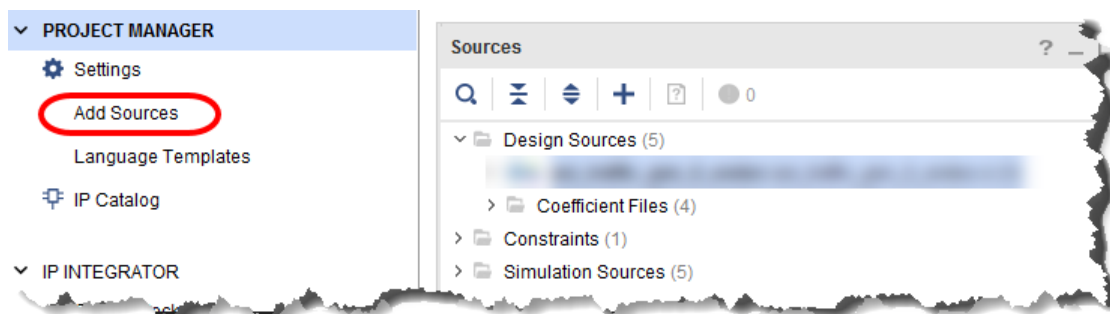 PROJECT MANAGER
Settings
Add Sources
Language Templates
IP Catalog
IP INTEGRATOR
Sources
?
0
Design Sources (5)
Coefficient Files (4)
Constraints (1)
Simulation Sources (5)